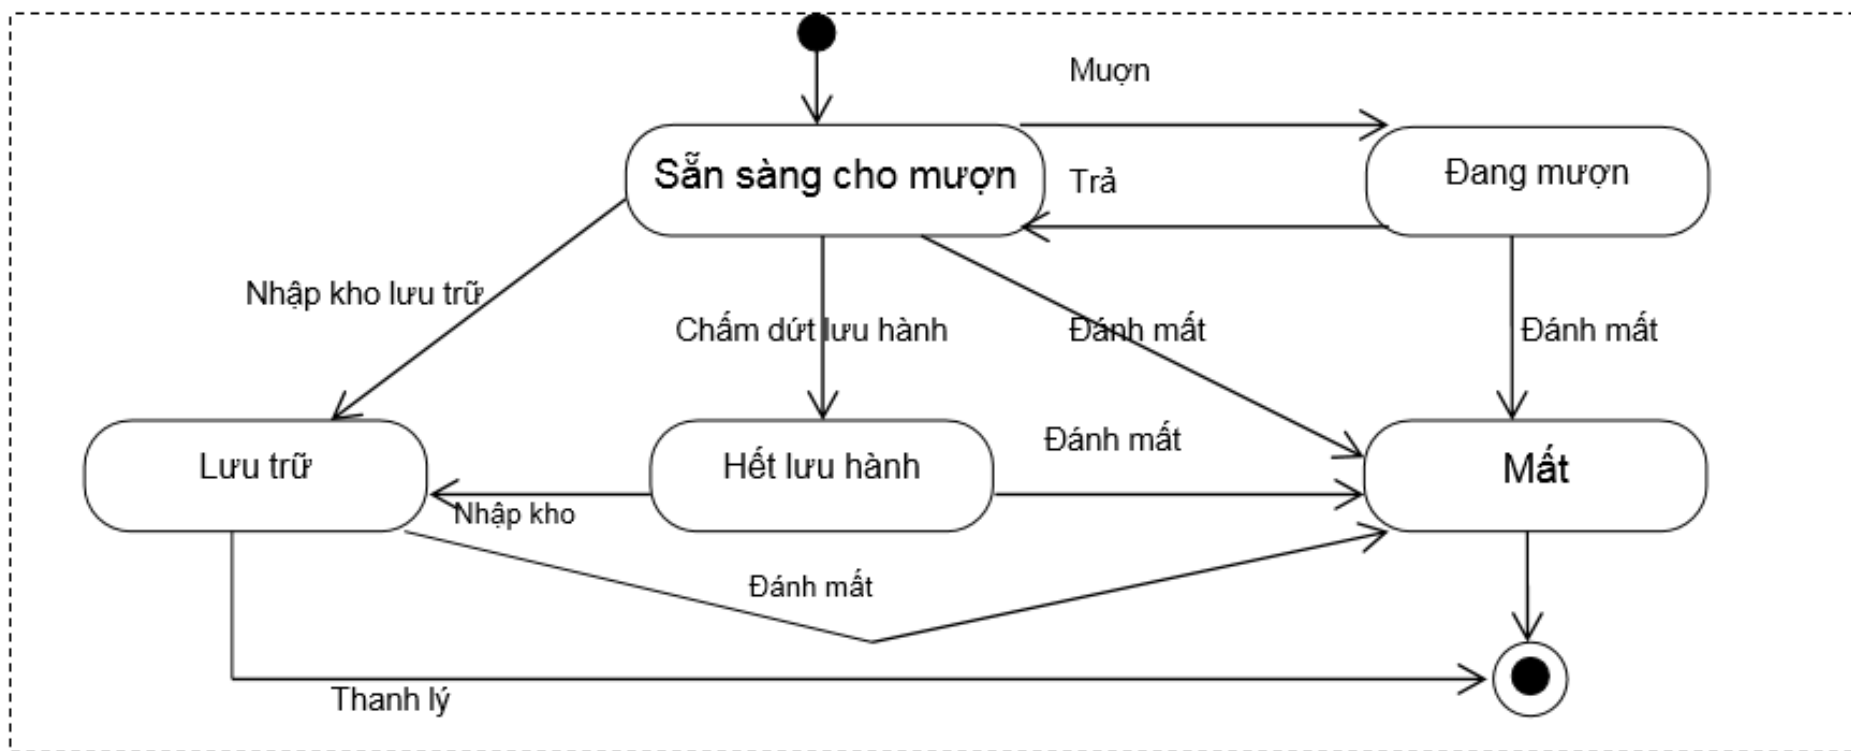 Muợn
Sẵn sàng cho mượn
Trả
Đang mượn
Nhập kho lưu trữ
Chấm dứt lưu hành
Đánh mất
Đánh mất
Lưu trữ
Hết lưu hành
Đánh mất
Mất
Nhập kho
Đánh mất
Thanh lý